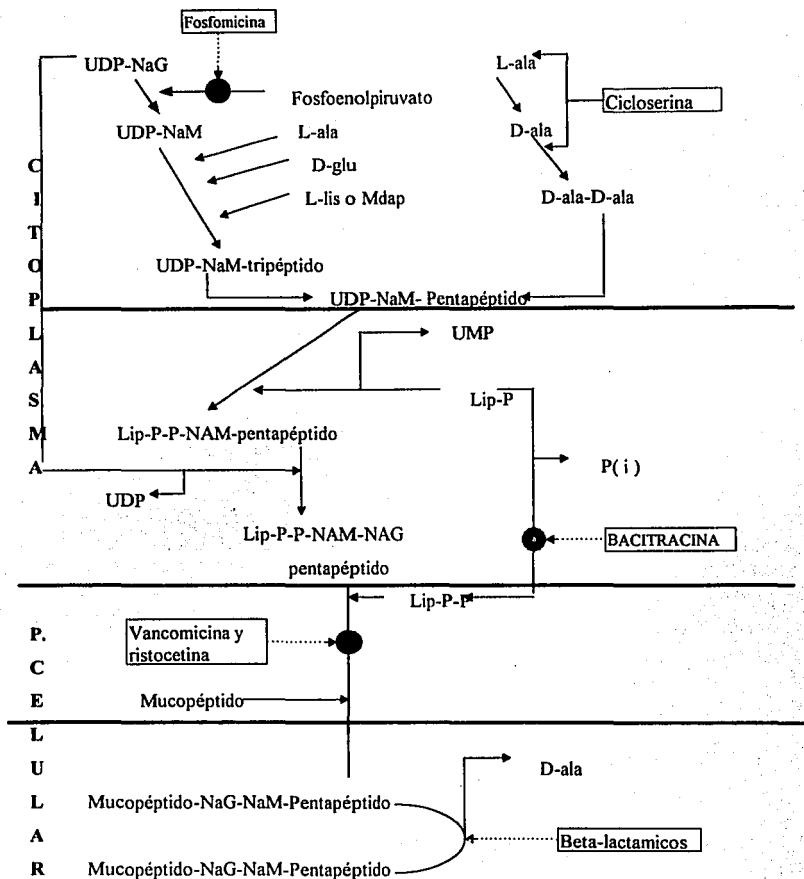 Fosfomicina
UDP-NaG
L-ala
Fosfoenolpiruvato
Cicloserina
UDP-NaM
L-ala
D-ala
D-glu
L-lis o Mdap
D-ala-D-ala
UDP-NaM-tripéptido
UDP-NaM- Pentapéptido
C
I
T
O
P
L
A
S
M
A
UMP
Lip-P
Lip-P-P-NAM-pentapéptido
P( i )
UDP
Lip-P-P-NAM-NAG
pentapéptido
BACITRACINA
Lip-P-P
P.
C
E
L
U
L
A
R
Vancomicina y
ristocetina
Mucopéptido
D-ala
Mucopéptido-NaG-NaM-Pentapéptido
Beta-lactamicos
Mucopéptido-NaG-NaM-Pentapéptido